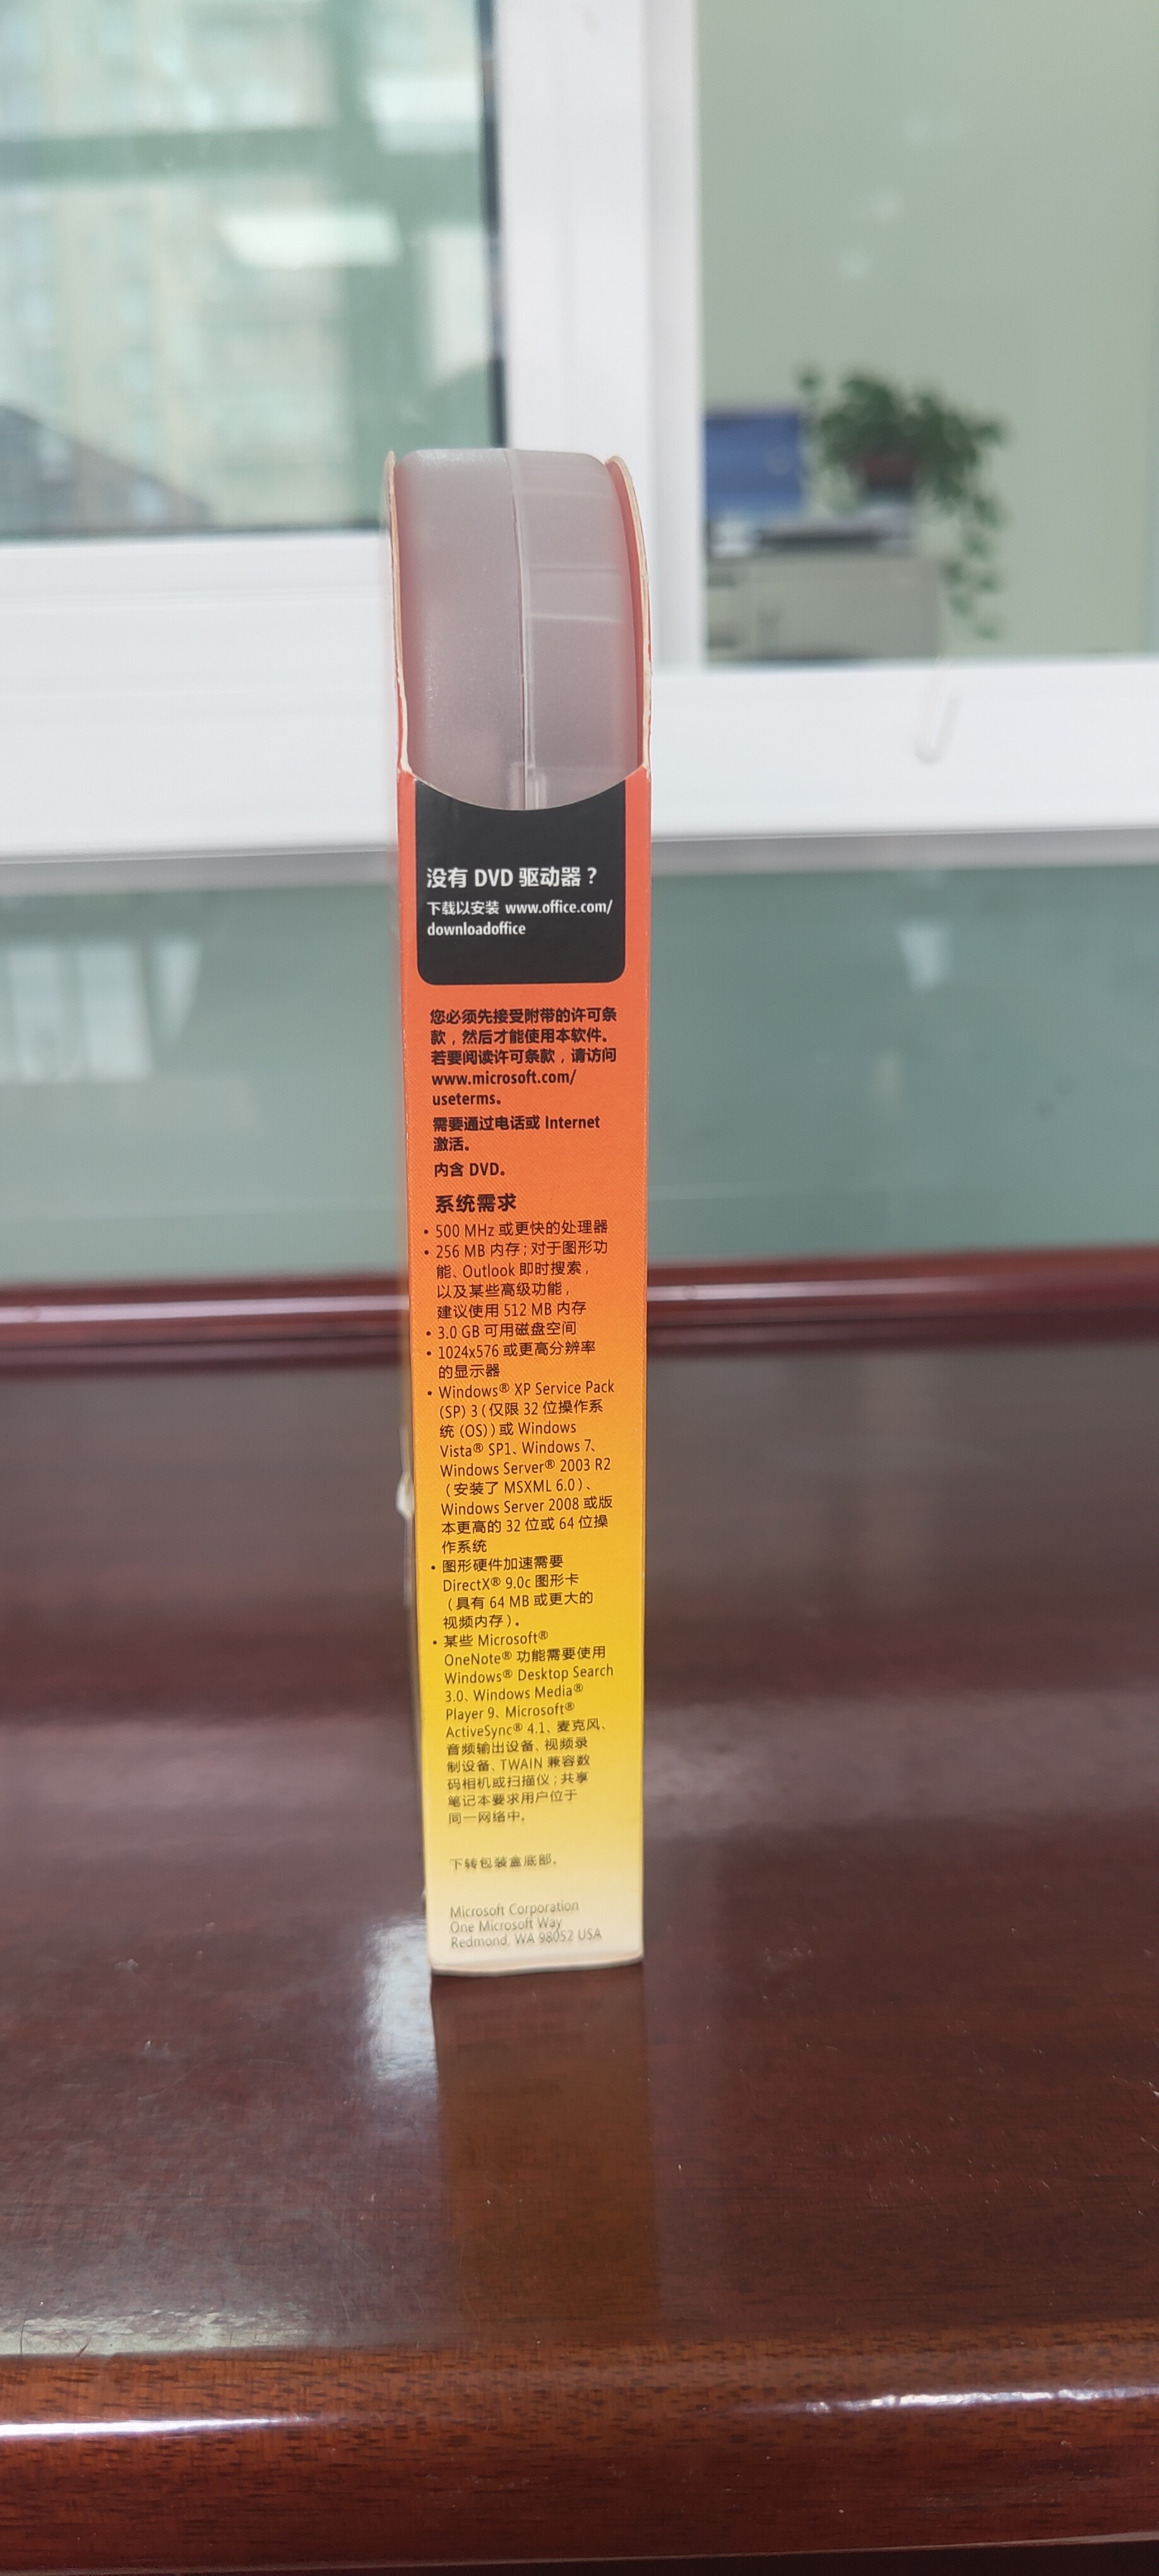 没有 DVD 驱动器？
下载以安装 www.office.com/
downloadoffice
您必须先接受附带的许可条
款，然后才能使用本软件。
若要阅读许可条款，请访问
www.microsoft.com/
useterms。
需要通过电话或 Internet
激活。
内含 DVD。
系统需求
• 500 MHz 或更快的处理器
• 256 MB 内存；对于图形功
能、Outlook 即时搜索，
以及某些高级功能，
建议使用 512 MB 内存
• 3.0 GB 可用磁盘空间
• 1024x576 或更高分辨率
的显示器
• Windows® XP Service Pack
(SP) 3（仅限 32 位操作系
统 (OS)）或 Windows
Vista® SP1、Windows 7、
Windows Server® 2003 R2
（安装了 MSXML 6.0）、
Windows Server 2008 或版
本更高的 32 位或 64 位操
作系统
• 图形硬件加速需要
DirectX® 9.0c 图形卡
（具有 64 MB 或更大的
视频内存）。
• 某些 Microsoft®
OneNote® 功能需要使用
Windows® Desktop Search
3.0、Windows Media®
Player 9、Microsoft®
ActiveSync® 4.1、麦克风、
音频输出设备、视频录
制设备、TWAIN 兼容数
码相机或扫描仪；共享
笔记本要求用户位于
同一网络中。
下转包装盒底部。
Microsoft Corporation
One Microsoft Way
Redmond, WA 98052 USA